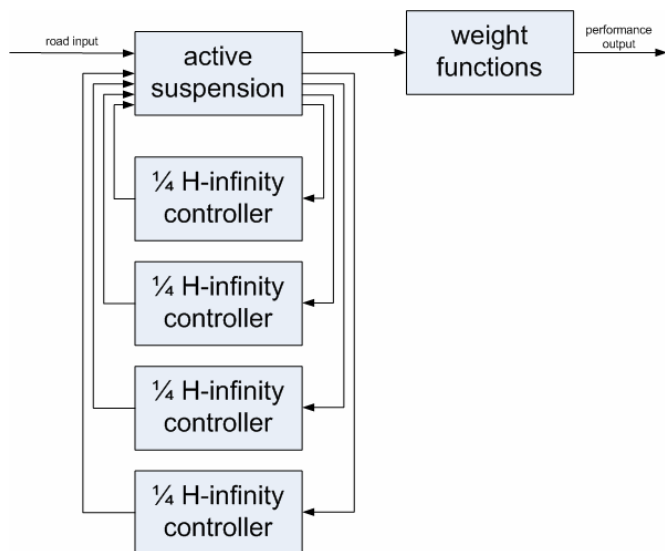 road input
active
suspension
weight
functions
performance
output
¼ H-infinity
controller
¼ H-infinity
controller
¼ H-infinity
controller
¼ H-infinity
controller